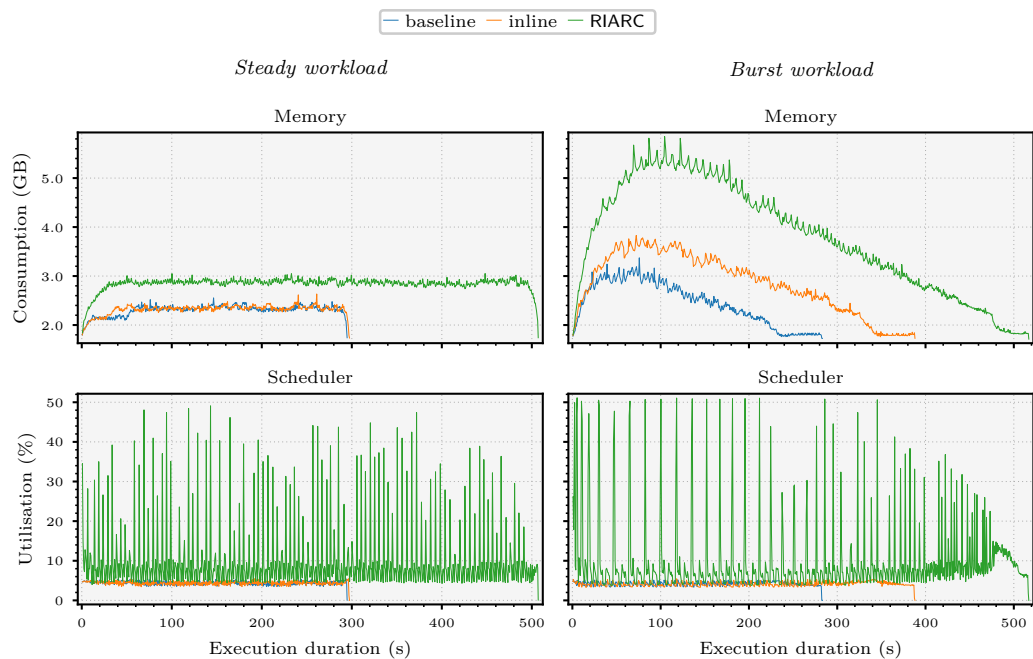 baseline inline RIARC
Steady workload
Burst workload
Memory
Memory
Consumption (GB)
5.0
4.0
3.0
2.0
Scheduler
Scheduler
Utilisation (%)
50
40
30
20
10
0
0 100 200 300 400 500
0 100 200 300 400 500
Execution duration (s)
Execution duration (s)